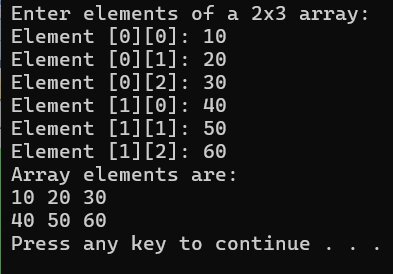 Enter elements of a 2x3 array:
Element [0][0]: 10
Element [0][1]: 20
Element [0][2]: 30
Element [1][0]: 40
Element [1][1]: 50
Element [1][2]: 60
Array elements are:
10 20 30
40 50 60
Press any key to continue . . .